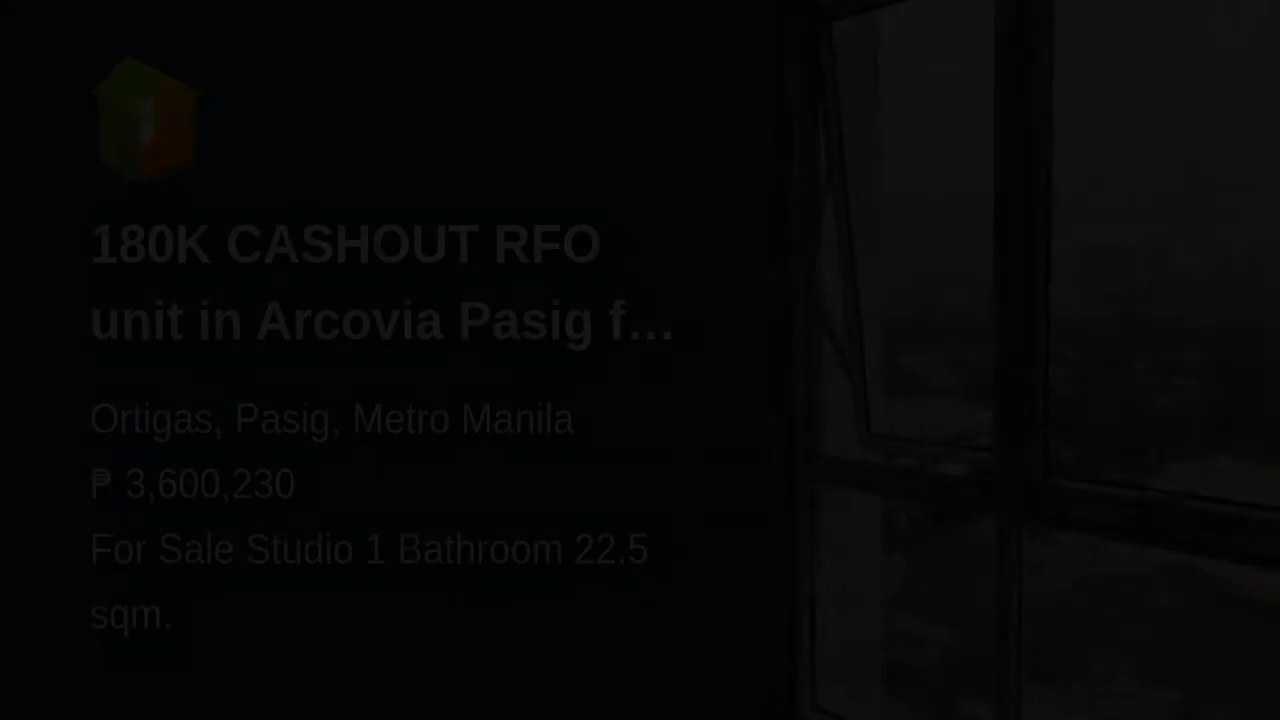 180K CASHOUT RFO
unit in Arcovia Pasig f...
Ortigas, Pasig, Metro Manila
₱ 3,600,230
For Sale Studio 1 Bathroom 22.5
sqm.